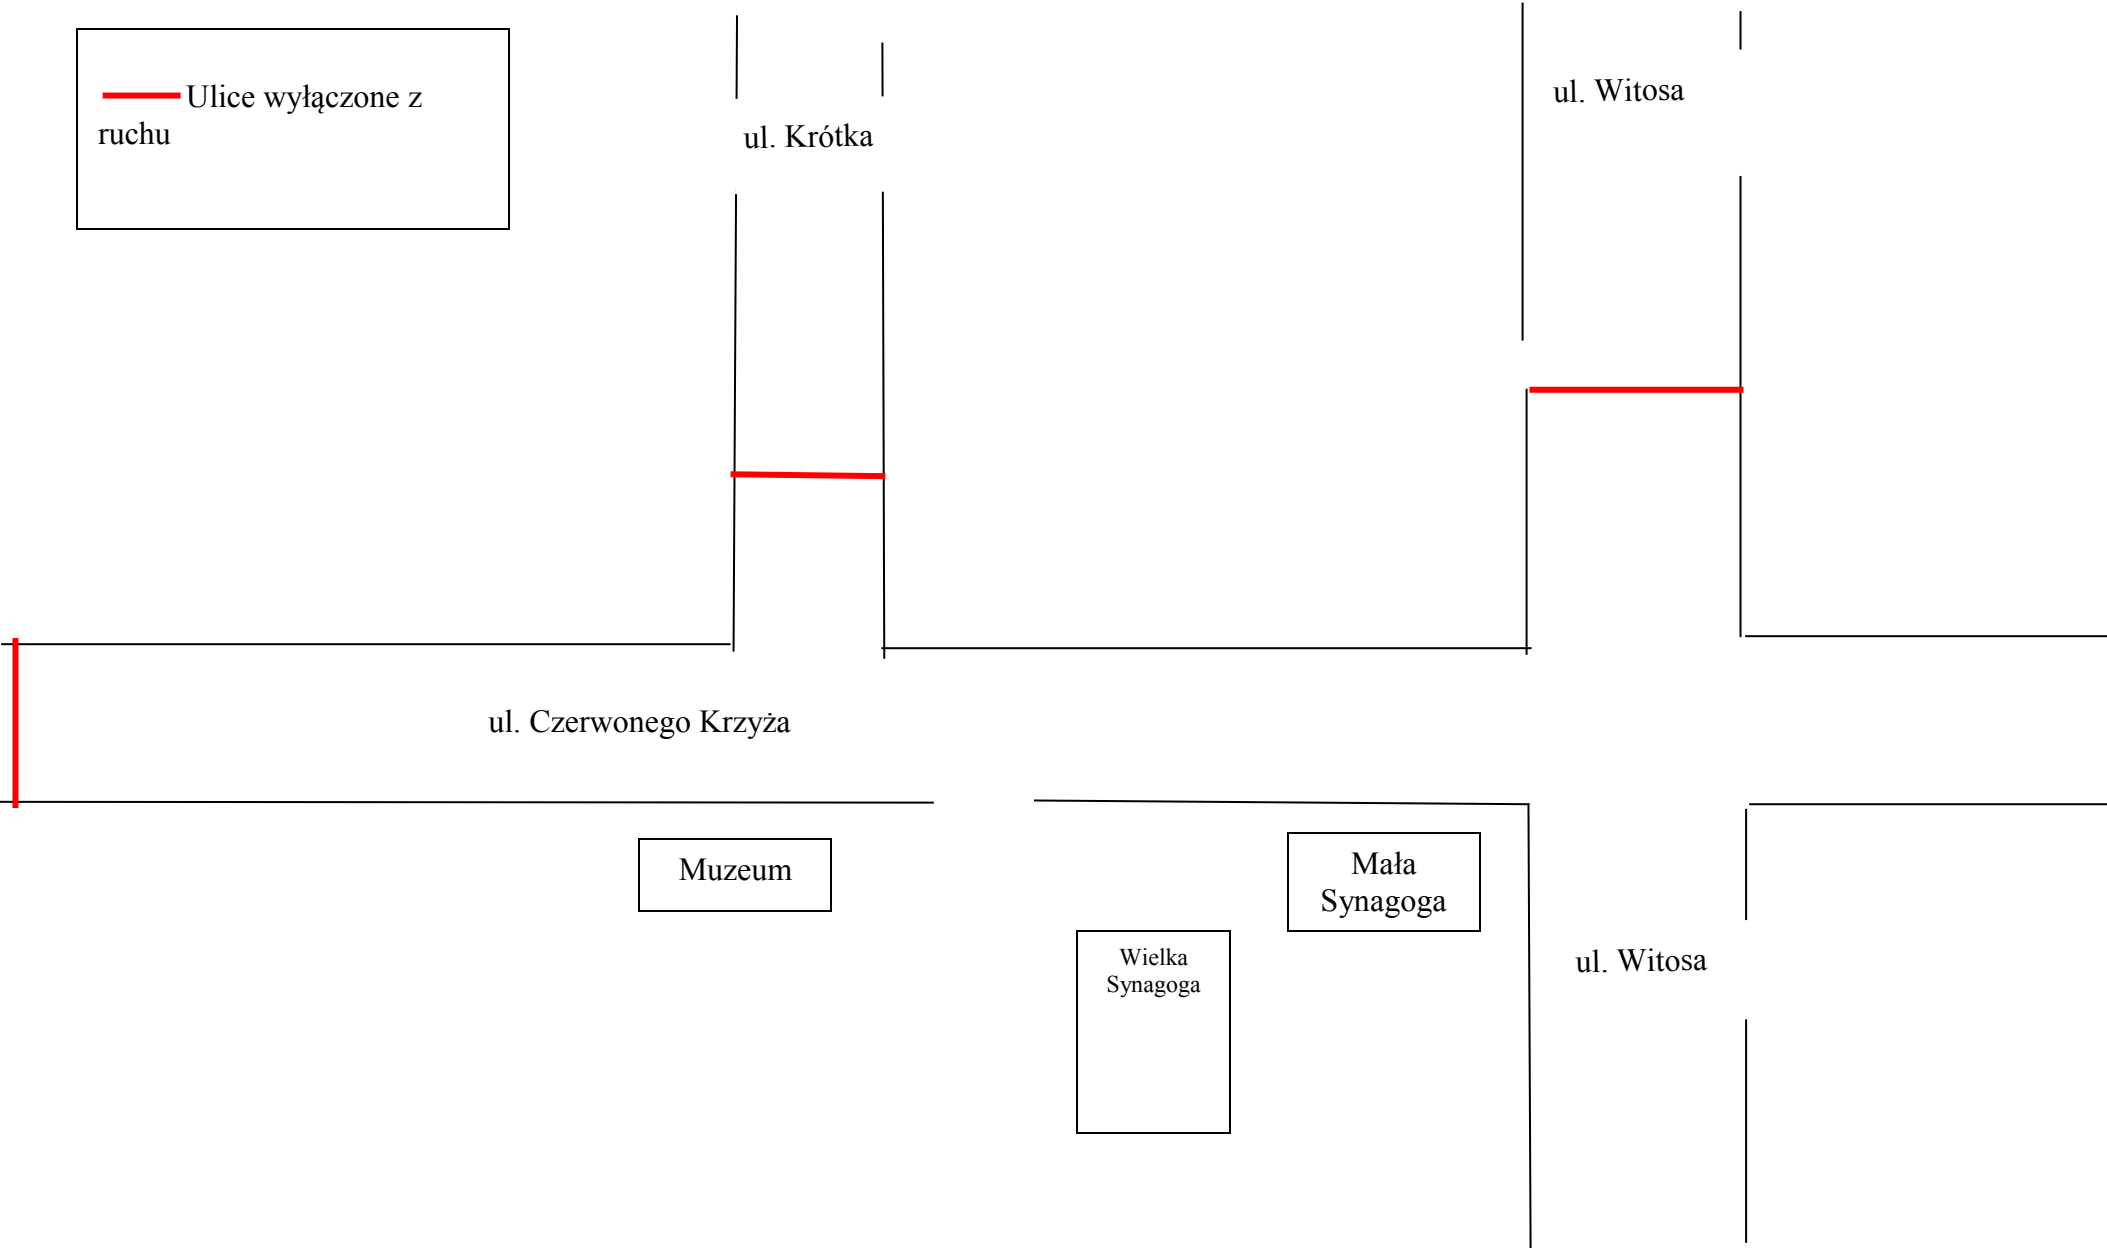 Ulice wyłączone z
ruchu
ul. Krótka
ul. Witosa
ul. Czerwonego Krzyża
Muzeum
Mała
Synagoga
Wielka
Synagoga
ul. Witosa